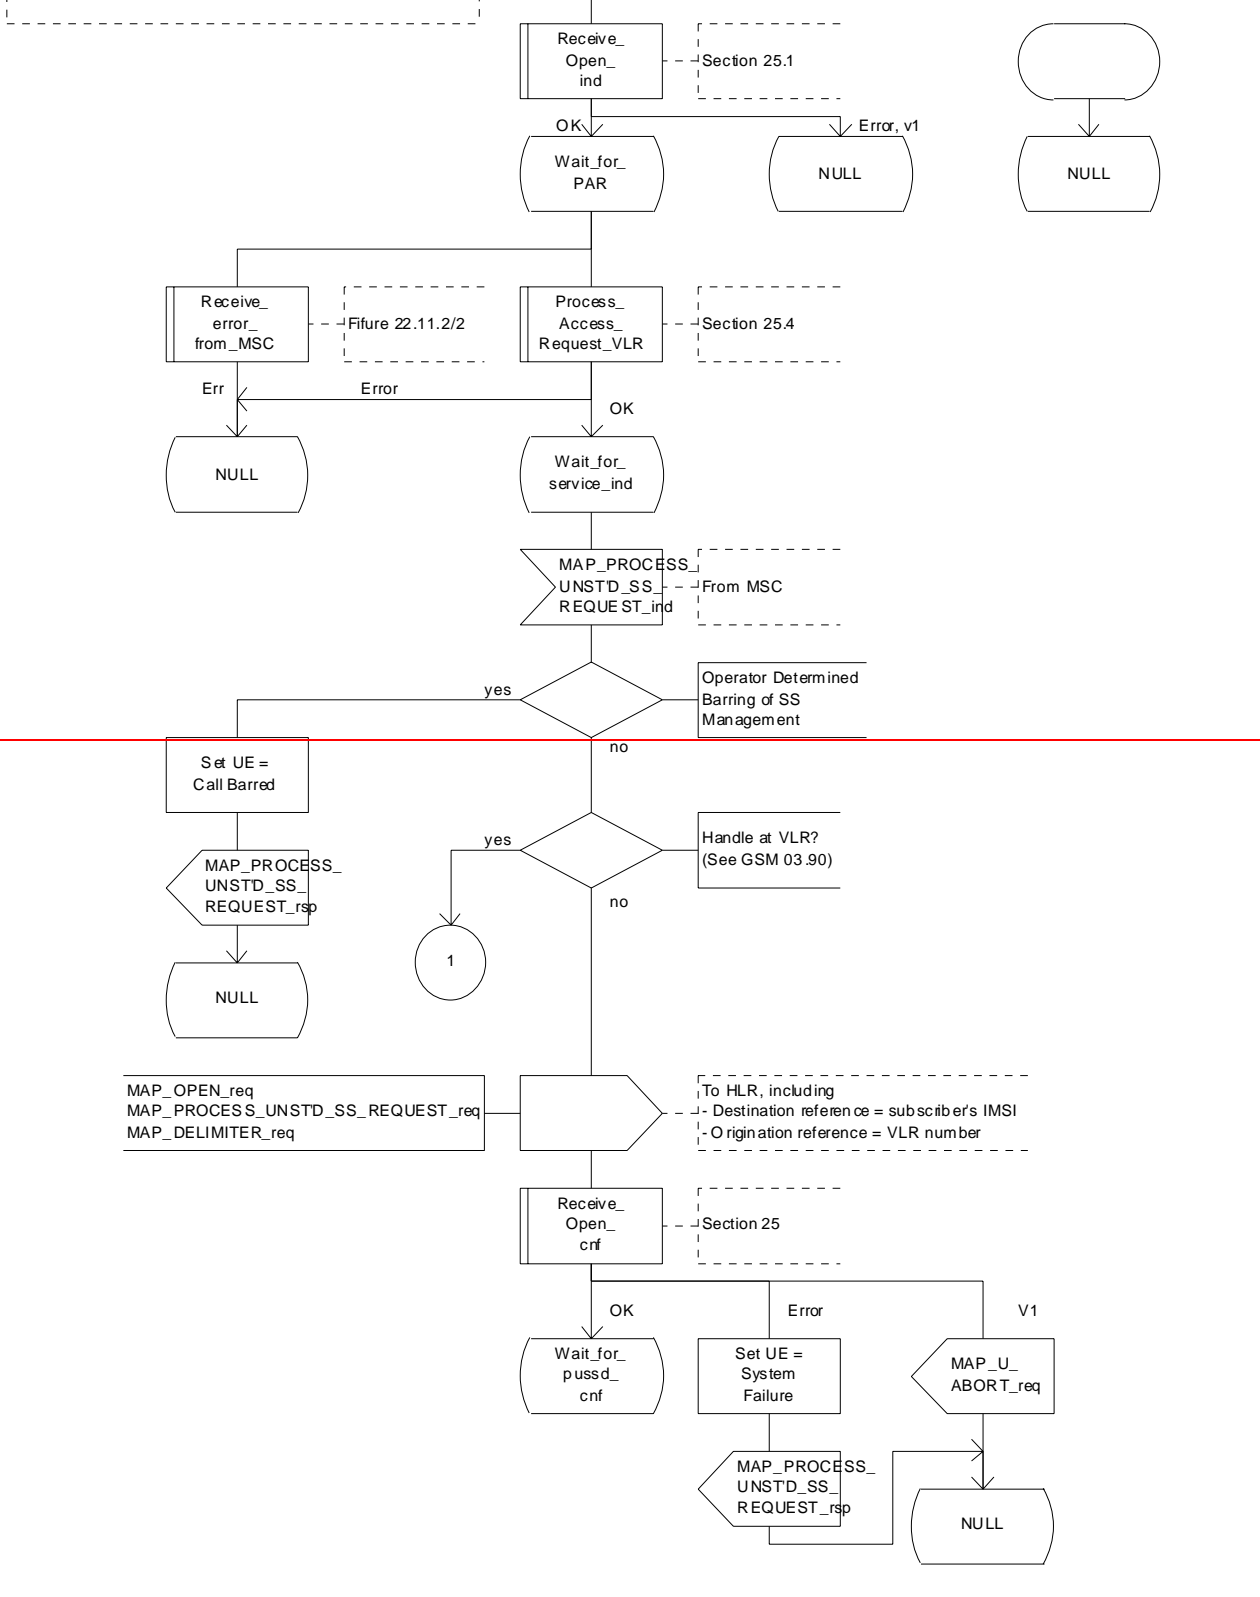 Receive_
Open_
ind
Section 25.1
OK
Error, v1
Wait_for_
PAR
NULL
NULL
Receive_
error_
from_MSC
Fifure 22.11.2/2
Process_
Access_
Request_VLR
Section 25.4
Err
Error
OK
NULL
Wait_for_
service_ind
MAP_PROCESS_
UNST'D_SS_
REQUEST_ind
From MSC
yes
Operator Determined
Barring of SS
Management
no
Set UE =
Call Barred
yes
Handle at VLR?
(See GSM 03.90)
MAP_PROCESS_
UNST'D_SS_
REQUEST_rsp
no
1
NULL
MAP_OPEN_req
MAP_PROCESS_UNST'D_SS_REQUEST_req
MAP_DELIMITER_req
To HLR, including
- Destination reference = subscriber's IMSI
- Origination reference = VLR number
Receive_
Open_
cnf
Section 25
OK
Error
V1
Wait_for_
pussd_
cnf
Set UE =
System
Failure
MAP_U_
ABORT_req
MAP_PROCESS_
UNST'D_SS_
REQUEST_rsp
NULL